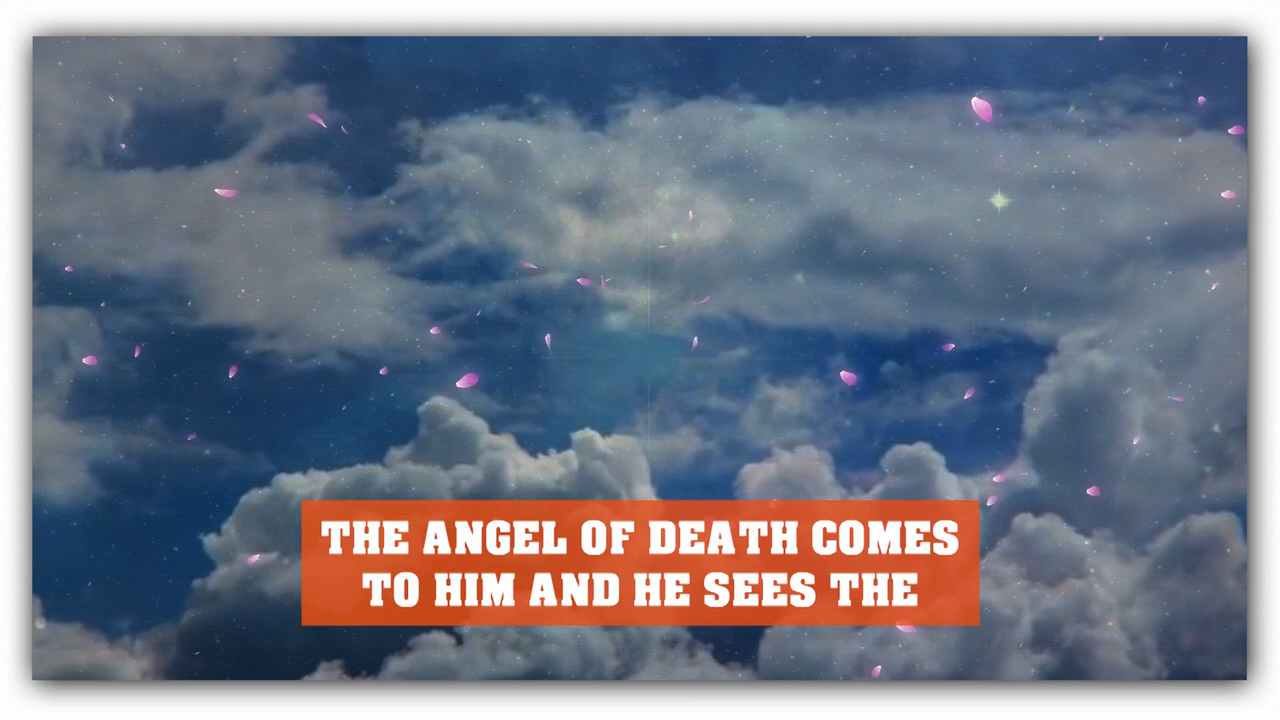 THE ANGEL OF DEATH COMES
TO HIM AND HE SEES THE